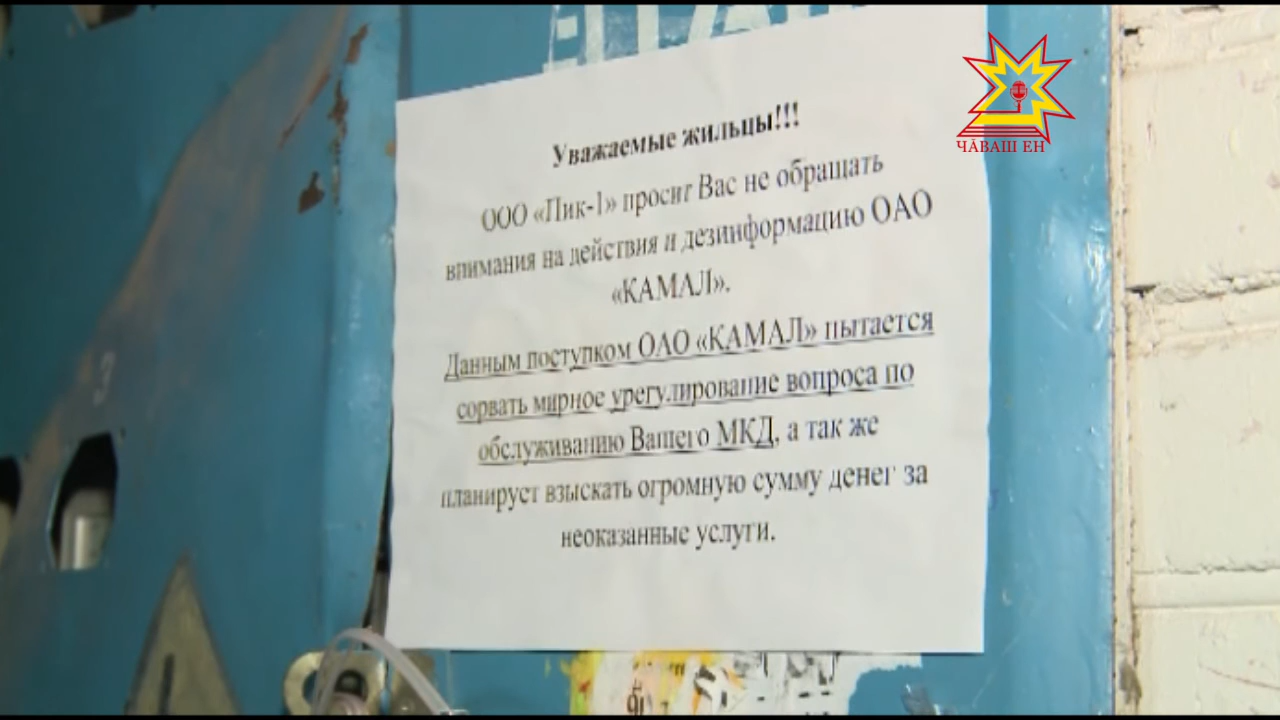 ЧӐВАШ ЕН
Уважаемые жильцы!!!
ООО «Пик-1» просит Вас не обращать
внимания на действия и дезинформацию ОАО
«КАМАЛ».
Данным поступком ОАО «КАМАЛ» пытается
сорвать мирное урегулирование вопроса по
обслуживанию Вашего МКД, а так же
планирует взыскать огромную сумму денег за
неоказанные услуги.